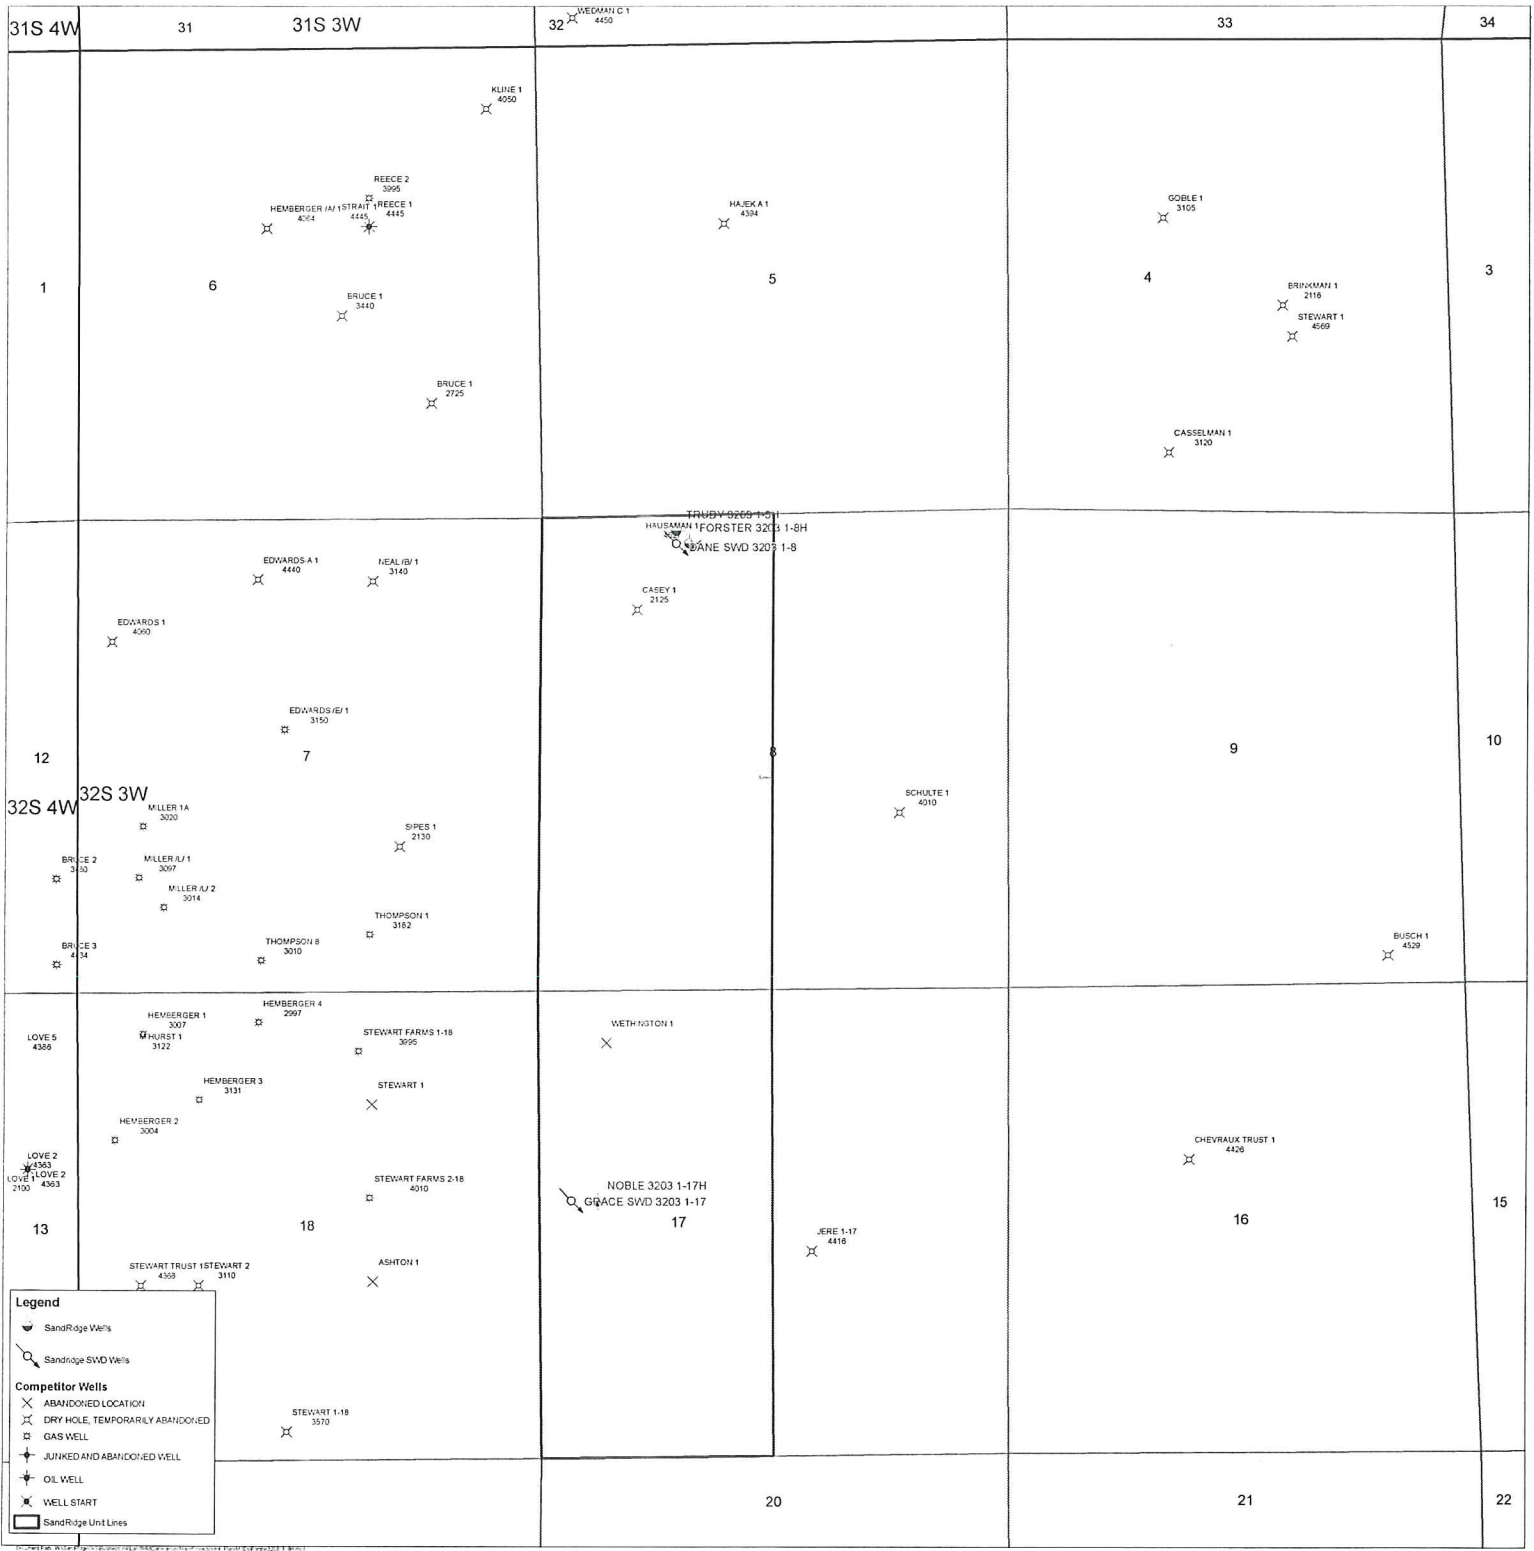 31S 4W
31
31S 3W
32
WEDMAN C 1
4450
33
34
KLINE 1
4050
REECE 2
3995
HEMBERGER /A/ 1
4064
STRAIT 1
4445
REECE 1
4445
HAJEK A 1
4394
GOBLE 1
3105
1
6
5
4
3
BRUCE 1
3440
BRINKMAN 1
2116
STEWART 1
4569
BRUCE 1
2725
CASSELMAN 1
3120
HAUSAMAN 1
FORSTER 3203 1-8H
DANE SWD 3203 1-8
EDWARDS-A 1
4440
NEAL /B/ 1
3140
CASEY 1
2125
EDWARDS 1
4060
EDWARDS /E/ 1
3150
12
7
8
9
10
32S 4W
32S 3W
MILLER 1A
3020
SCHULTE 1
4010
SIPES 1
2130
BRUCE 2
MILLER /L/ 1
3097
MILLER /L/ 2
3014
THOMPSON 1
3182
BRUCE 3
THOMPSON B
3010
BUSCH 1
4529
HEMBERGER 4
2997
HEMBERGER 1
3007
HURST 1
3122
LOVE 5
4386
STEWART FARMS 1-18
3995
WETHINGTON 1
HEMBERGER 3
3131
STEWART 1
HEMBERGER 2
3004
CHEVRAUX TRUST 1
4426
LOVE 2
4363
LOVE 1
2100
LOVE 2
4363
STEWART FARMS 2-18
4010
NOBLE 3203 1-17H
GRACE SWD 3203 1-17
13
18
17
JERE 1-17
4416
16
15
STEWART TRUST 1
4368
STEWART 2
3110
ASHTON 1
STEWART 1-18
3570
Legend
SandRidge Wells
Sandridge SWD Wells
Competitor Wells
ABANDONED LOCATION
DRY HOLE, TEMPORARILY ABANDONED
GAS WELL
JUNKED AND ABANDONED WELL
OIL WELL
WELL START
SandRidge Unit Lines
20
21
22